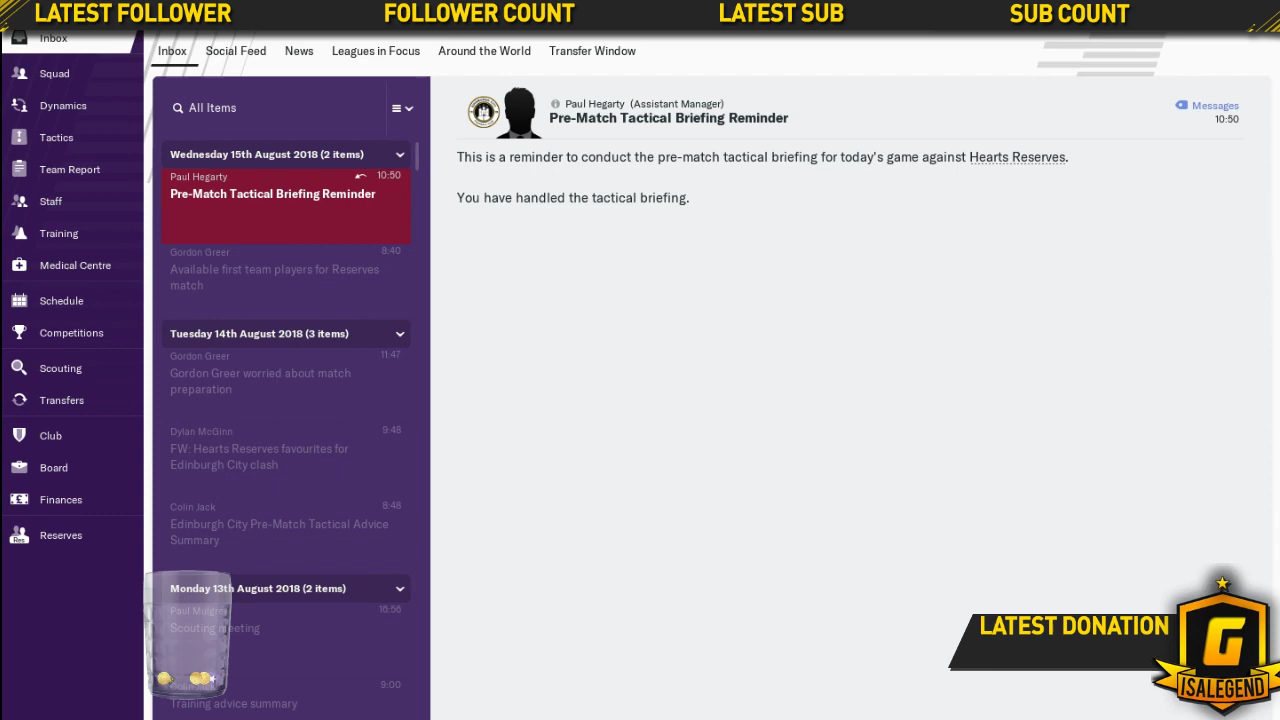 LATEST FOLLOWER
FOLLOWER COUNT
LATEST SUB
SUB COUNT
Inbox
Squad
Dynamics
Tactics
Team Report
Staff
Training
Medical Centre
Schedule
Competitions
Scouting
Transfers
Club
Board
Finances
Res
Reserves
Inbox
Social Feed
News
Leagues in Focus
Around the World
Transfer Window
All Items
Wednesday 15th August 2018 (2 items)
Paul Hegarty
10:50
Pre-Match Tactical Briefing Reminder
Gordon Greer
8:40
Available first team players for Reserves
match
Tuesday 14th August 2018 (3 items)
Gordon Greer
11:47
Gordon Greer worried about match
preparation
Dylan McGinn
9:48
FW: Hearts Reserves favourites for
Edinburgh City clash
Colin Jack
8:48
Edinburgh City Pre-Match Tactical Advice
Summary
Monday 13th August 2018 (2 items)
Paul
16:56
Scouting meeting
Colin Jack
9:00
Training advice summary
Paul Hegarty (Assistant Manager)
Pre-Match Tactical Briefing Reminder
Messages
10:50
This is a reminder to conduct the pre-match tactical briefing for today's game against Hearts Reserves.
You have handled the tactical briefing.
LATEST DONATION
G
ISALEGEND